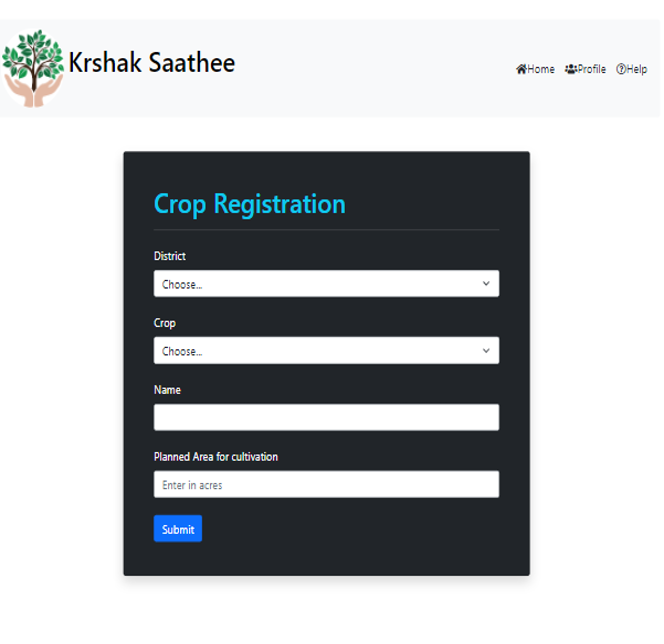 Krshak Saathee
Home Profile Help
Crop Registration
District
Choose...
Crop
Choose...
Name
Planned Area for cultivation
Enter in acres
Submit